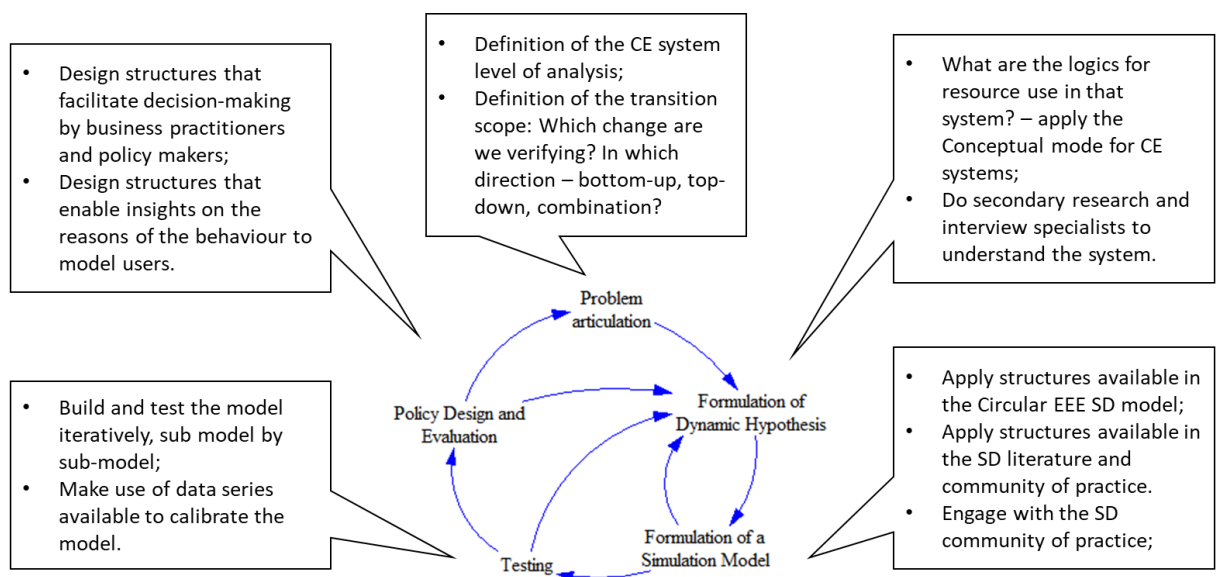 • Design structures that
facilitate decision-making
by business practitioners
and policy makers;
• Design structures that
enable insights on the
reasons of the behaviour to
model users.
• Definition of the CE system
level of analysis;
• Definition of the transition
scope: Which change are
we verifying? In which
direction – bottom-up, top-
down, combination?
• What are the logics for
resource use in that
system? – apply the
Conceptual mode for CE
systems;
• Do secondary research and
interview specialists to
understand the system.
Problem
articulation
Policy Design and
Evaluation
Formulation of
Dynamic Hypothesis
Testing
Formulation of a
Simulation Model
• Build and test the model
iteratively, sub model by
sub-model;
• Make use of data series
available to calibrate the
model.
• Apply structures available in
the Circular EEE SD model;
• Apply structures available in
the SD literature and
community of practice.
• Engage with the SD
community of practice;